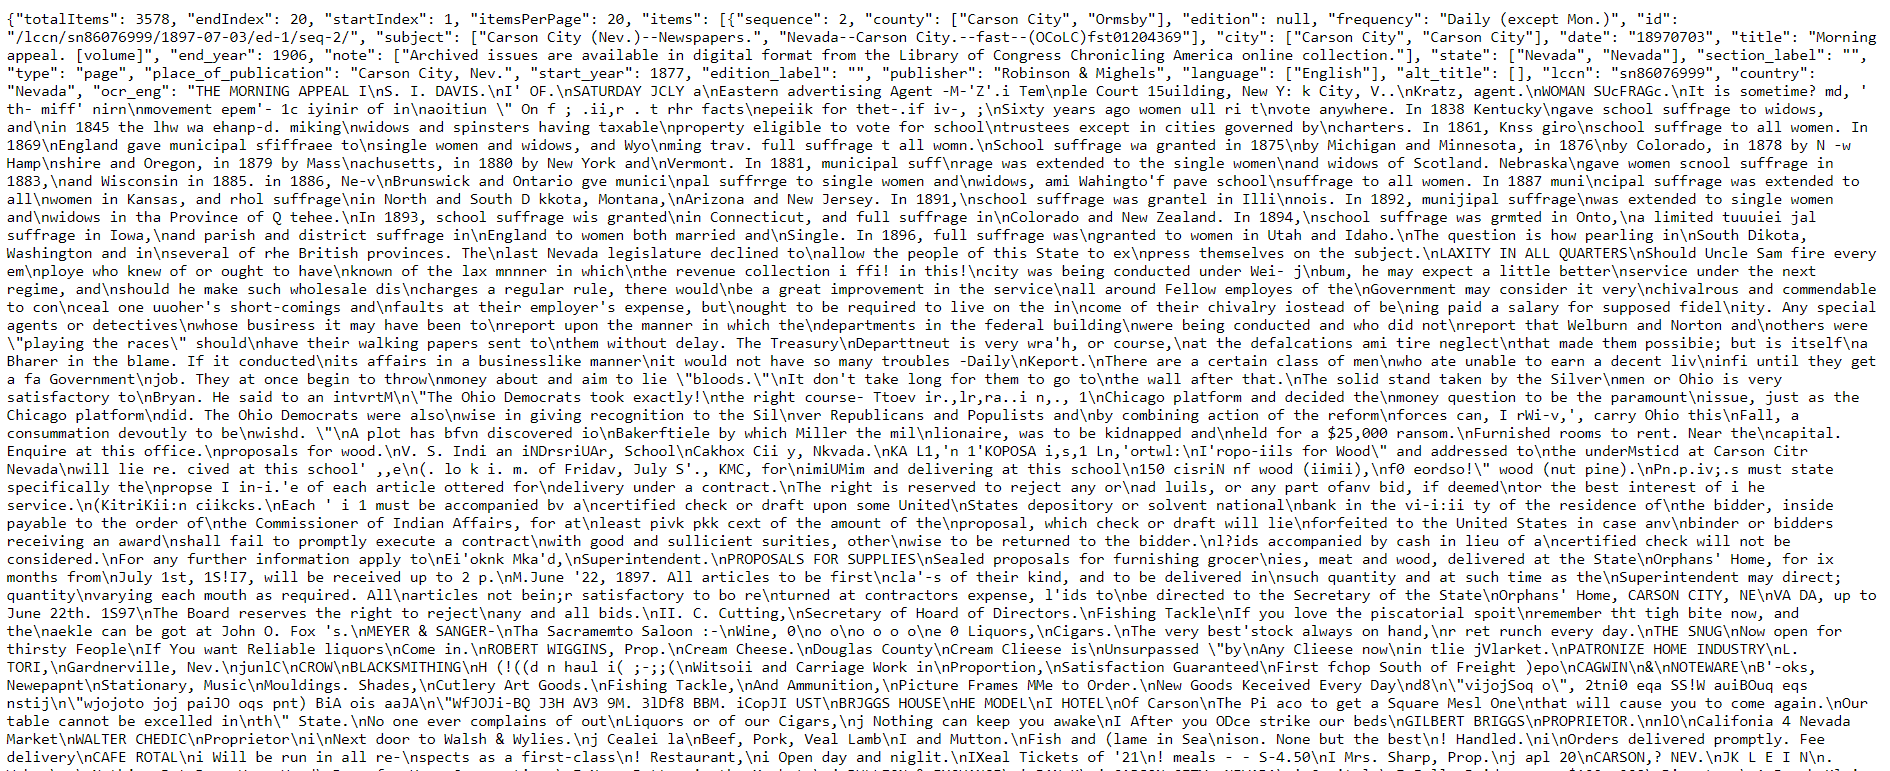 {"totalItems": 3578, "endIndex": 20, "startIndex": 1, "itemsPerPage": 20, "items": [{"sequence": 2, "county": ["Carson City", "Ormsby"], "edition": null, "frequency": "Daily (except Mon.)", "id":
"/lccn/sn86076999/1897-07-03/ed-1/seq-2/", "subject": ["Carson City (Nev.)--Newspapers.", "Nevada--Carson City.--fast--(OCoLC)fst01204369"], "city": ["Carson City", "Carson City"], "date": "18970703", "title": "Morning
appeal. [volume]", "end_year": 1906, "note": ["Archived issues are available in digital format from the Library of Congress Chronicling America online collection."], "state": ["Nevada", "Nevada"], "section_label": "",
"type": "page", "place_of_publication": "Carson City, Nev.", "start_year": 1877, "edition_label": "", "publisher": "Robinson & Mighels", "language": ["English"], "alt_title": [], "lccn": "sn86076999", "country":
"Nevada", "ocr_eng": "THE MORNING APPEAL I\nS. I. DAVIS.\nI' OF.\nSATURDAY JCLY a\nEastern advertising Agent -M-'Z'.i Tem\nple Court 15uilding, New Y: k City, V..\nKratz, agent.\nWOMAN SUcFRAGc.\nIt is sometime? md, '
th- miff' nirn\nmovement epem'- 1c iyinir of in\naoitiun \" On f ; .ii,r . t rhr facts\nepeiik for thet-.if iv-, ;\nSixty years ago women ull ri t\nvote anywhere. In 1838 Kentucky\ngave school suffrage to widows,
and\nin 1845 the lhw wa ehanp-d. miking\nwidows and spinsters having taxable\nproperty eligible to vote for school\ntrustees except in cities governed by\ncharters. In 1861, Knss giro\nschool suffrage to all women. In
1869\nEngland gave municipal sfiffraee to\nsingle women and widows, and Wyo\nming trav. full suffrage t all womn.\nSchool suffrage wa granted in 1875\nby Michigan and Minnesota, in 1876\nby Colorado, in 1878 by N -w
Hamp\nshire and Oregon, in 1879 by Mass\nachusetts, in 1880 by New York and\nVermont. In 1881, municipal suff\nrage was extended to the single women\nand widows of Scotland. Nebraska\ngave women scnool suffrage in
1883,\nand Wisconsin in 1885. in 1886, Ne-v\nBrunswick and Ontario gve munici\npal suffrrge to single women and\nwidows, ami Wahingto'f pave school\nsuffrage to all women. In 1887 muni\ncipal suffrage was extended to
all\nwomen in Kansas, and rhol suffrage\nin North and South D kkota, Montana,\nArizona and New Jersey. In 1891,\nschool suffrage was grantel in Illi\nnois. In 1892, munijipal suffrage\nwas extended to single women
and\nwidows in tha Province of Q tehee.\nIn 1893, school suffrage wis granted\nin Connecticut, and full suffrage in\nColorado and New Zealand. In 1894,\nschool suffrage was grmted in Onto,\na limited tuuuiei jal
suffrage in Iowa,\nand parish and district suffrage in\nEngland to women both married and\nSingle. In 1896, full suffrage was\ngranted to women in Utah and Idaho.\nThe question is how pearling in\nSouth Dikota,
Washington and in\nseveral of rhe British provinces. The\nlast Nevada legislature declined to\nallow the people of this State to ex\npress themselves on the subject.\nLAXITY IN ALL QUARTERS\nShould Uncle Sam fire every
em\nploye who knew of or ought to have\nknown of the lax mnnner in which\nthe revenue collection i ffi! in this!\ncity was being conducted under Wei- j\nbum, he may expect a little better\nservice under the next
regime, and\nshould he make such wholesale dis\ncharges a regular rule, there would\nbe a great improvement in the service\nall around Fellow employes of the\nGovernment may consider it very\nchivalrous and commendable
to con\nceal one uuoher's short-comings and\nfaults at their employer's expense, but\nought to be required to live on the in\ncome of their chivalry iostead of be\ning paid a salary for supposed fidel\nity. Any special
agents or detectives\nwhose business it may have been to\nreport upon the manner in which the\ndepartments in the federal building\nwere being conducted and who did not\nreport that Welburn and Norton and\nothers were
\"playing the races\" should\nhave their walking papers sent to\nthem without delay. The Treasury\nDeparttneut is very wra'h, or course,\nat the defalcations ami tire neglect\nthat made them possibie; but is itself\na
Bharer in the blame. If it conducted\nits affairs in a businesslike manner\nit would not have so many troubles -Daily\nKeport.\nThere are a certain class of men\nwho ate unable to earn a decent liv\ninfi until they get
a fa Government\njob. They at once begin to throw\nmoney about and aim to lie \"bloods.\"\nIt don't take long for them to go to\nthe wall after that.\nThe solid stand taken by the Silver\nmen or Ohio is very
satisfactory to\nBryan. He said to an intvrtM\n\"The Ohio Democrats took exactly!\nthe right course- Ttoev ir.,lr,ra..i n,., 1\nChicago platform and decided the\nmoney question to be the paramount\nissue, just as the
Chicago platform\ndid. The Ohio Democrats were also\nwise in giving recognition to the Sil\nver Republicans and Populists and\nby combining action of the reform\nforces can, I rWi-v,', carry Ohio this\nFall, a
consummation devoutly to be\nwishd. \"\nA plot has bfvn discovered io\nBakerftiele by which Miller the mil\nlionaire, was to be kidnapped and\nheld for a $25,000 ransom.\nFurnished rooms to rent. Near the\ncapital.
Enquire at this office.\nproposals for wood.\nV. S. Indi an iNDrsriUAr, School\nCakhox Cii y, Nkvada.\nKA L1,'n 1'KOPOSA i,s,1 Ln,'ortwl:\nI'ropo-iils for Wood\" and addressed to\nthe underMsticd at Carson Citr
Nevada\nwill lie re. cived at this school' ,,e\n(. lo k i. m. of Fridav, July S'., KMC, for\nimiUMim and delivering at this school\n150 cisriN nf wood (iimii),\nf0 eordso!\" wood (nut pine).\nPn.p.iv;.s must state
specifically the\npropse I in-i.'e of each article ottered for\ndelivery under a contract.\nThe right is reserved to reject any or\nad luils, or any part ofanv bid, if deemed\ntor the best interest of i he
service.\n(KitriKii:n ciikcks.\nEach ' i 1 must be accompanied bv a\ncertified check or draft upon some United\nStates depository or solvent national\nbank in the vi-i:ii ty of the residence of\nthe bidder, inside
payable to the order of\nthe Commissioner of Indian Affairs, for at\nleast pivk pkk cext of the amount of the\nproposal, which check or draft will lie\nforfeited to the United States in case anv\nbinder or bidders
receiving an award\nshall fail to promptly execute a contract\nwith good and sullicient surities, other\nwise to be returned to the bidder.\nl?ids accompanied by cash in lieu of a\ncertified check will not be
considered.\nFor any further information apply to\nEi'oknk Mka'd,\nSuperintendent.\nPROPOSALS FOR SUPPLIES\nSealed proposals for furnishing grocer\nies, meat and wood, delivered at the State\nOrphans' Home, for ix
months from\nJuly 1st, 1S!I7, will be received up to 2 p.\nM.June '22, 1897. All articles to be first\ncla'-s of their kind, and to be delivered in\nsuch quantity and at such time as the\nSuperintendent may direct;
quantity\nvarying each mouth as required. All\narticles not bein;r satisfactory to bo re\nturned at contractors expense, l'ids to\nbe directed to the Secretary of the State\nOrphans' Home, CARSON CITY, NE\nVA DA, up to
June 22th. 1S97\nThe Board reserves the right to reject\nany and all bids.\nII. C. Cutting,\nSecretary of Hoard of Directors.\nFishing Tackle\nIf you love the piscatorial spoit\nremember tht tigh bite now, and
the\naekle can be got at John O. Fox 's.\nMEYER & SANGER-\nTha Sacramemto Saloon :-\nWine, 0\no o\no o o o\ne 0 Liquors,\nCigars.\nThe very best'stock always on hand,\nr ret runch every day.\nTHE SNUG\nNow open for
thirsty Feople\nIf You want Reliable liquors\nCome in.\nROBERT WIGGINS, Prop.\nCream Cheese.\nDouglas County\nCream Clieese is\nUnsurpassed \"by\nAny Clieese now\nin tlie jVlarket.\nPATRONIZE HOME INDUSTRY\nL.
TORI,\nGardnerville, Nev.\njunlC\nCROW\nBLACKSMITHING\nH (!((d n haul i( ;-;;(\nWitsoii and Carriage Work in\nProportion,\nSatisfaction Guaranteed\nFirst fchop South of Freight )epo\nCAGWIN\n&\nNOTEWARE\nB'-oks,
Newepapnt\nStationary, Music\nMouldings. Shades,\nCutlery Art Goods.\nFishing Tackle,\nAnd Ammunition,\nPicture Frames MMe to Order.\nNew Goods Keceived Every Day\nd8\n\"vijojSoq o\", 2tni0 eqa SS!W auiBOuq eqs
nstij\n\"wjojoto joj paiJO oqs pnt) BiA ois aaJA\n\"WfJOJi-BQ J3H AV3 9M. 3lDf8 BBM. iCopJI UST\nBRJGGS HOUSE\nHE MODEL\nI HOTEL\nOf Carson\nThe Pi aco to get a Square Mesl One\nthat will cause you to come again.\nOur
table cannot be excelled in\nth\" State.\nNo one ever complains of out\nLiquors or of our Cigars,\nj Nothing can keep you awake\nI After you ODce strike our beds\nGILBERT BRIGGS\nPROPRIETOR.\nnlO\nCalifonia 4 Nevada
Market\nWALTER CHEDIC\nProprietor\ni\nNext door to Walsh & Wylies.\nj Cealei la\nBeef, Pork, Veal Lamb\nI and Mutton.\nFish and (lame in Sea\nison. None but the best\n! Handled.\ni\nOrders delivered promptly. Fee
delivery\nCAFE ROTAL\ni Will be run in all re-\nspects as a first-class\n! Restaurant,\ni Open day and niglit.\nIXeal Tickets of '21\n! meals - - S-4.50\nI Mrs. Sharp, Prop.\nj apl 20\nCARSON,? NEV.\nJK L E I N\n.